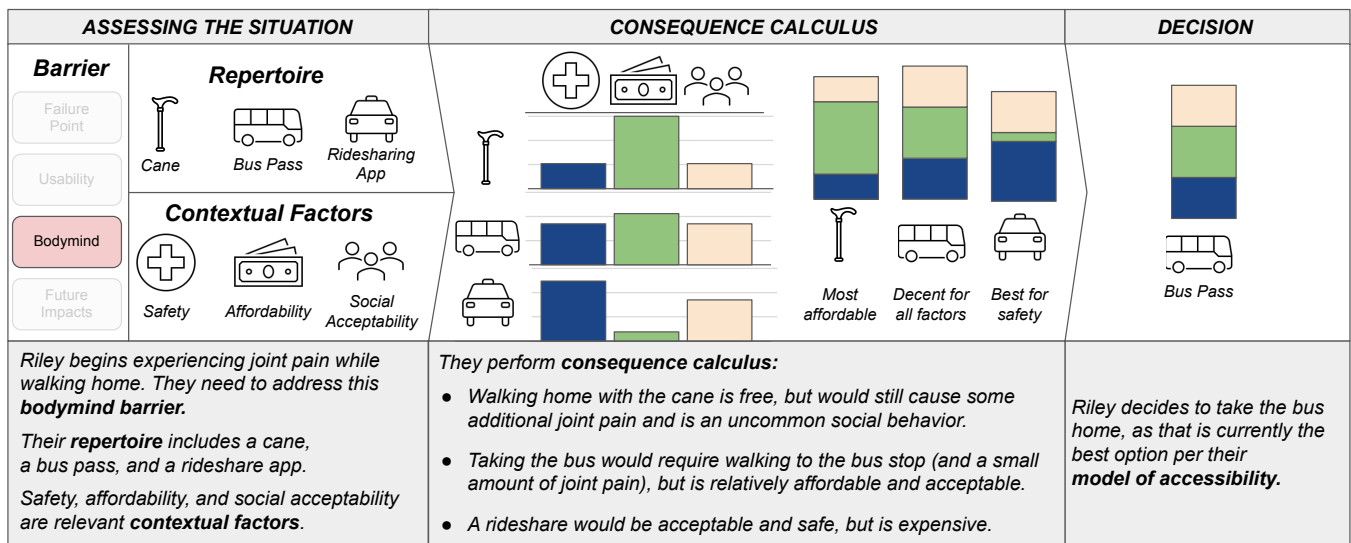 ASSESSING THE SITUATION
CONSEQUENCE CALCULUS
DECISION
Barrier
Failure
Point
Usability
Bodymind
Future
Impacts
Repertoire
Cane
Bus Pass
Ridesharing
App
Contextual Factors
Safety
Affordability
Social
Acceptability
Most
affordable
Decent for
all factors
Best for
safety
Bus Pass
Riley begins experiencing joint pain while
walking home. They need to address this
bodymind barrier.
Their repertoire includes a cane,
a bus pass, and a rideshare app.
Safety, affordability, and social acceptability
are relevant contextual factors.
They perform consequence calculus:
● Walking home with the cane is free, but would still cause some
additional joint pain and is an uncommon social behavior.
● Taking the bus would require walking to the bus stop (and a small
amount of joint pain), but is relatively affordable and acceptable.
● A rideshare would be acceptable and safe, but is expensive.
Riley decides to take the bus
home, as that is currently the
best option per their
model of accessibility.